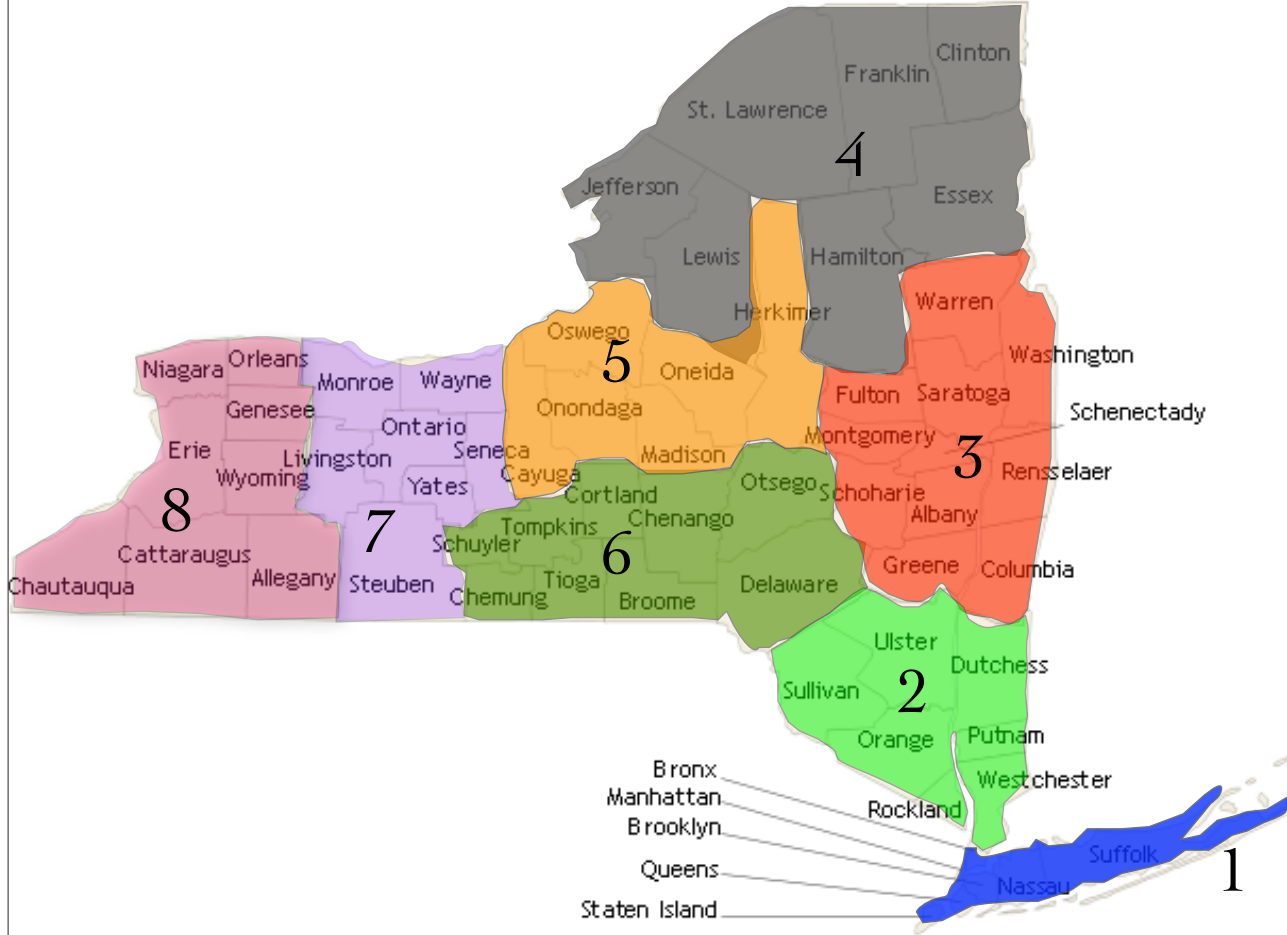 Clinton
Franklin
St. Lawrence
4
Jefferson
Essex
Lewis
Hamilton
Warren
Herkimer
Oswego
Washington
5
Oneida
Niagara
Orleans
Monroe
Wayne
Fulton
Saratoga
Genesee
Onondaga
Schenectady
Ontario
Montgomery
3
Erie
Seneca
Madison
Livingston
Rensselaer
Wyoming
Cayuga
Yates
Otsego
Schoharie
Cortland
8
Chenango
Albany
7
Tompkins
Schuyler
6
Cattaraugus
Greene
Columbia
Chautauqua
Allegany
Steuben
Tioga
Delaware
Chemung
Broome
Ulster
Dutchess
2
Sullivan
Orange
Putnam
Bronx
Westchester
Manhattan
Rockland
Brooklyn
Suffolk
1
Queens
Nassau
Staten Island